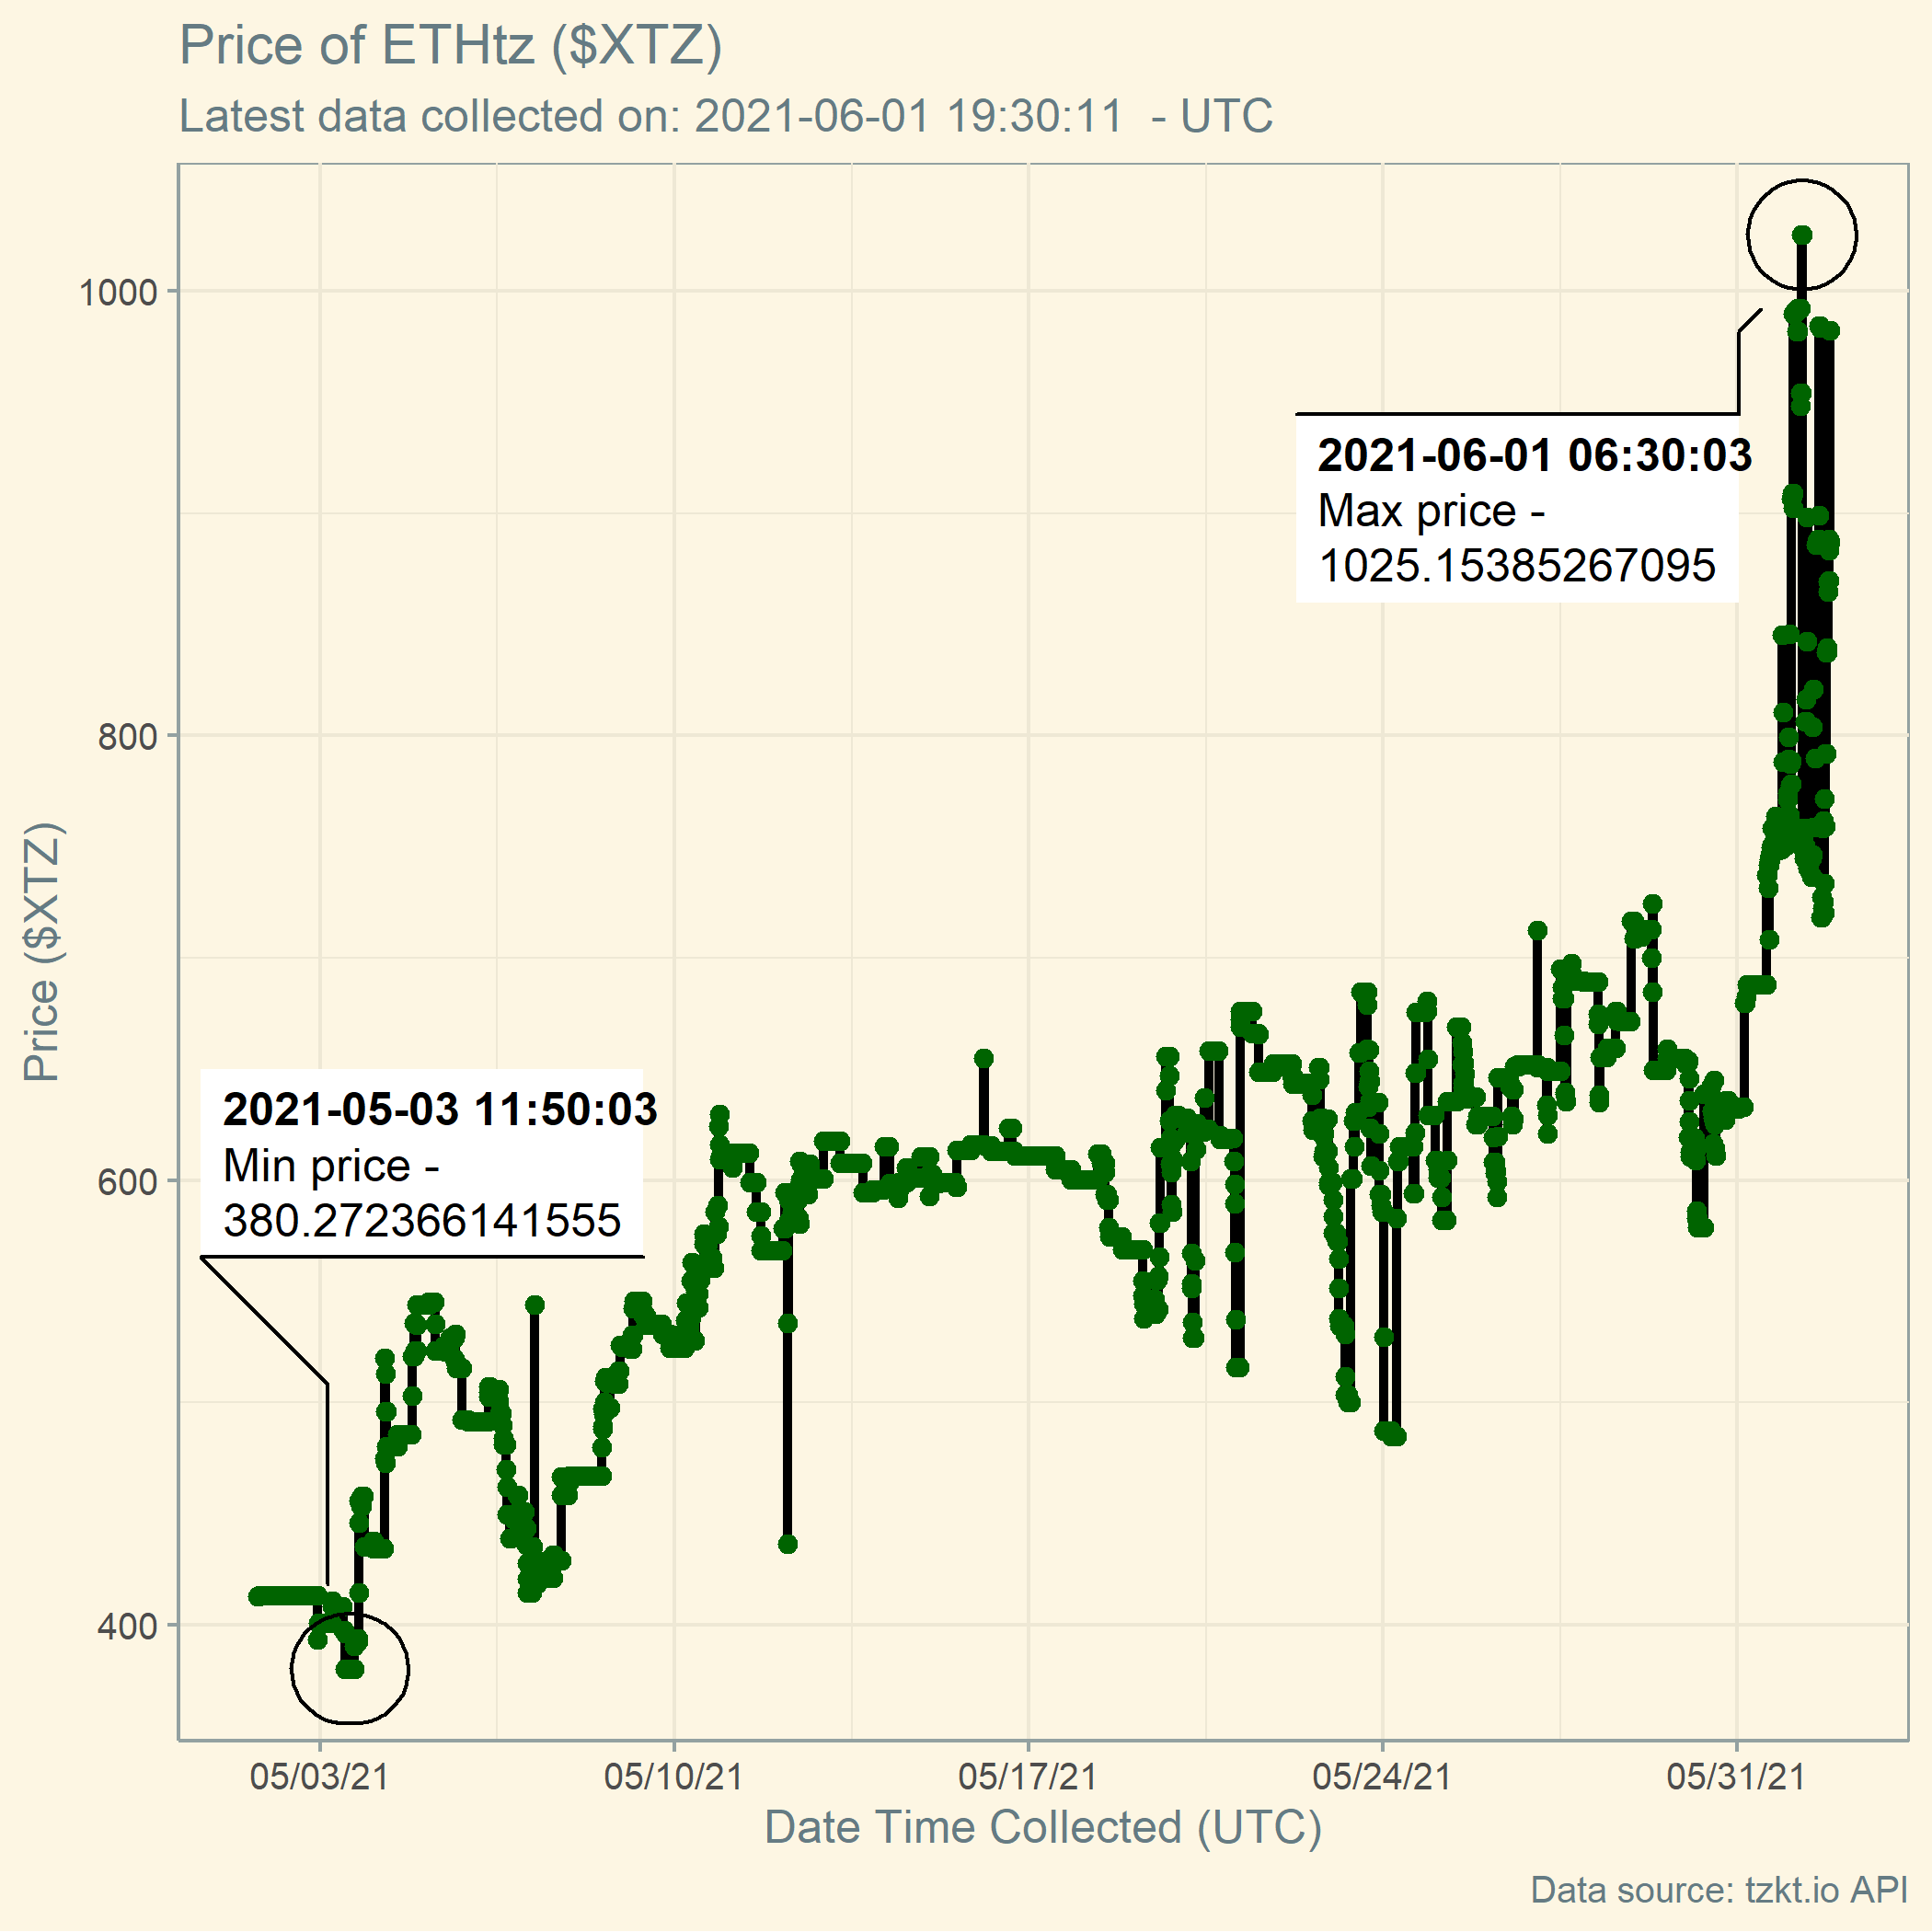 Price of ETHtz ($XTZ)
Latest data collected on: 2021-06-01 19:30:11  - UTC
Price ($XTZ)
1000
800
600
400
2021-06-01 06:30:03
Max price -
1025.15385267095
2021-05-03 11:50:03
Min price -
380.272366141555
05/03/21
05/10/21
05/17/21
05/24/21
05/31/21
Date Time Collected (UTC)
Data source: tzkt.io API